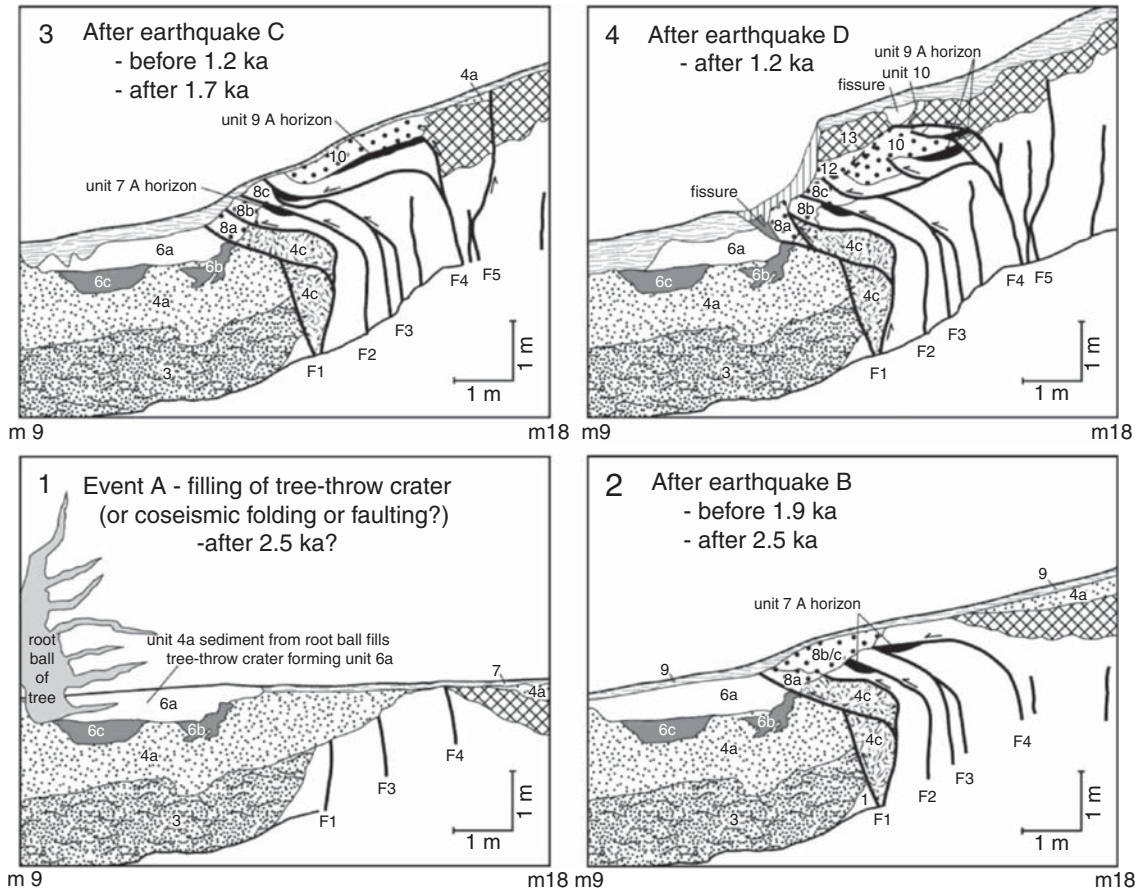 3
After earthquake C
- before 1.2 ka
- after 1.7 ka
4a
unit 9 A horizon
10
unit 7 A horizon
8c
8b
8a
6a
4c
6b
6c
4a
4c
F4
F5
F3
F2
F1
3
1 m
1 m
m 9
m18
4
After earthquake D
- after 1.2 ka
unit 9 A horizon
unit 10
fissure
13
10
12
8c
fissure
8b
8a
6a
4c
6b
6c
4a
4c
F4
F5
F3
F2
F1
3
1 m
1 m
m9
m18
1
Event A - filling of tree-throw crater
(or coseismic folding or faulting?)
-after 2.5 ka?
root
ball
of
tree
unit 4a sediment from root ball fills
tree-throw crater forming unit 6a
7
4a
6a
6b
6c
4a
F4
F3
F1
3
1 m
1 m
m 9
m18
2
After earthquake B
- before 1.9 ka
- after 2.5 ka
9
4a
unit 7 A horizon
8b/c
9
8a
6a
4c
6b
6c
4a
4c
F4
F3
F2
1
F1
3
1 m
1 m
m9
m18